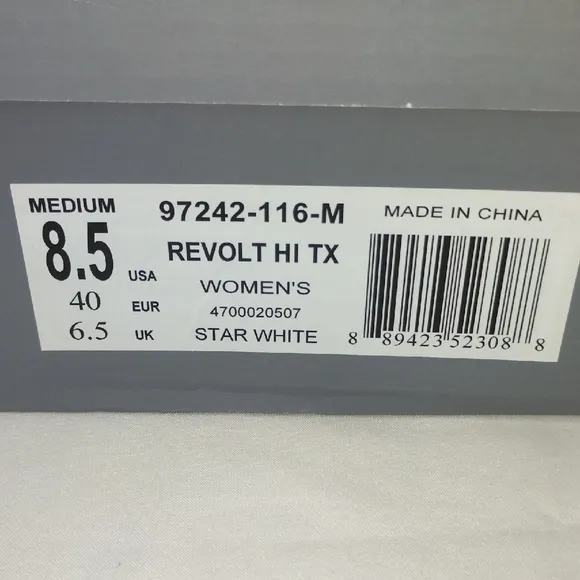 MEDIUM 97242-116-M MADE IN CHINA
8.5 USA REVOLT HI TX
40 EUR WOMEN'S
4700020507
6.5 UK STAR WHITE
8 89423 52308 8